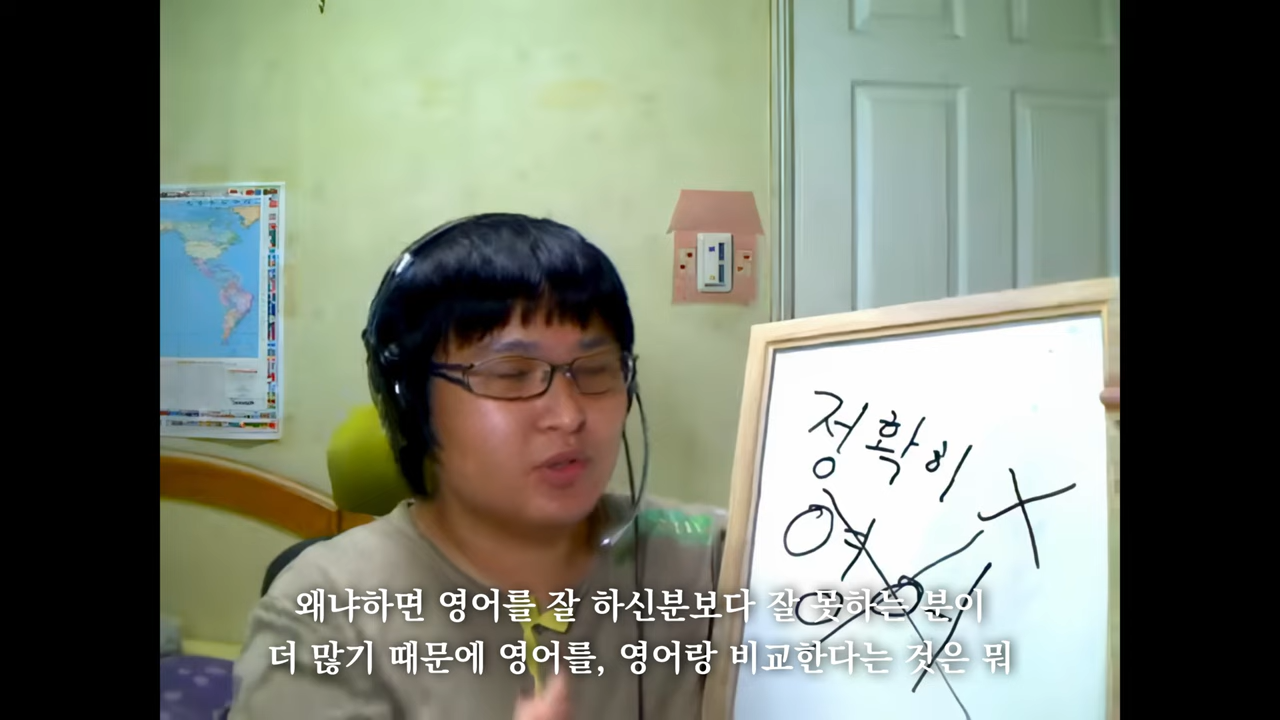 정확히
왜냐하면 영어를 잘 하신분보다 잘 못하는 분이
더 많기 때문에 영어를, 영어랑 비교한다는 것은 뭐